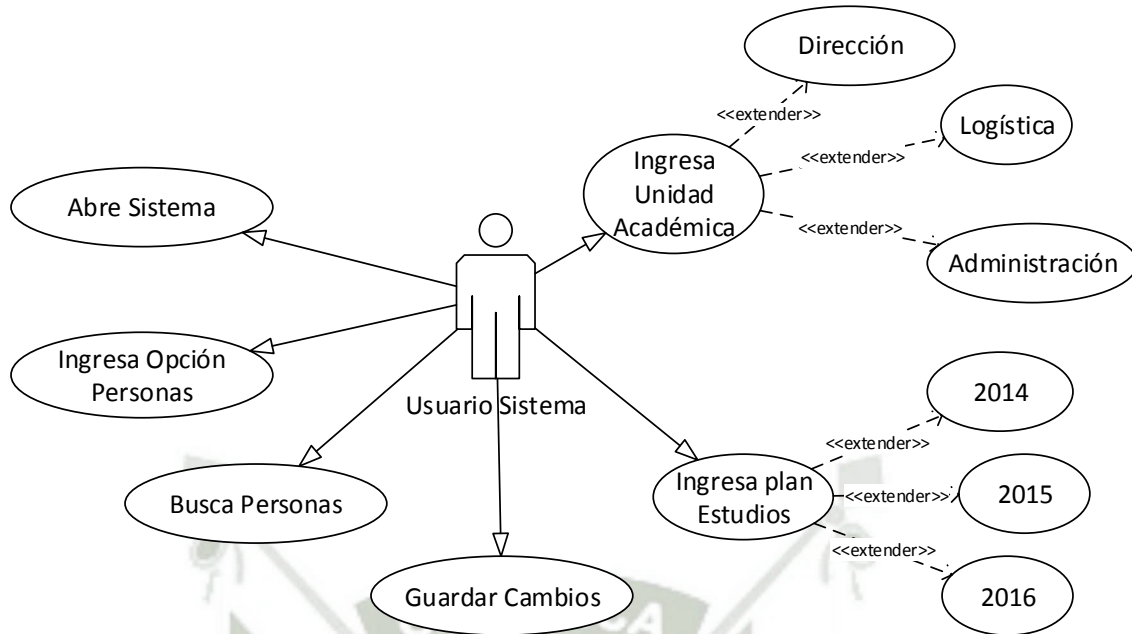 Dirección
<<extender>>
Logística
<<extender>>
Ingresa
Unidad
Académica
Abre Sistema
<<extender>>
Administración
Ingresa Opción
Personas
Usuario Sistema
2014
<<extender>>
Ingresa plan
Estudios
<<extender>>
2015
Busca Personas
<<extender>>
Guardar Cambios
2016